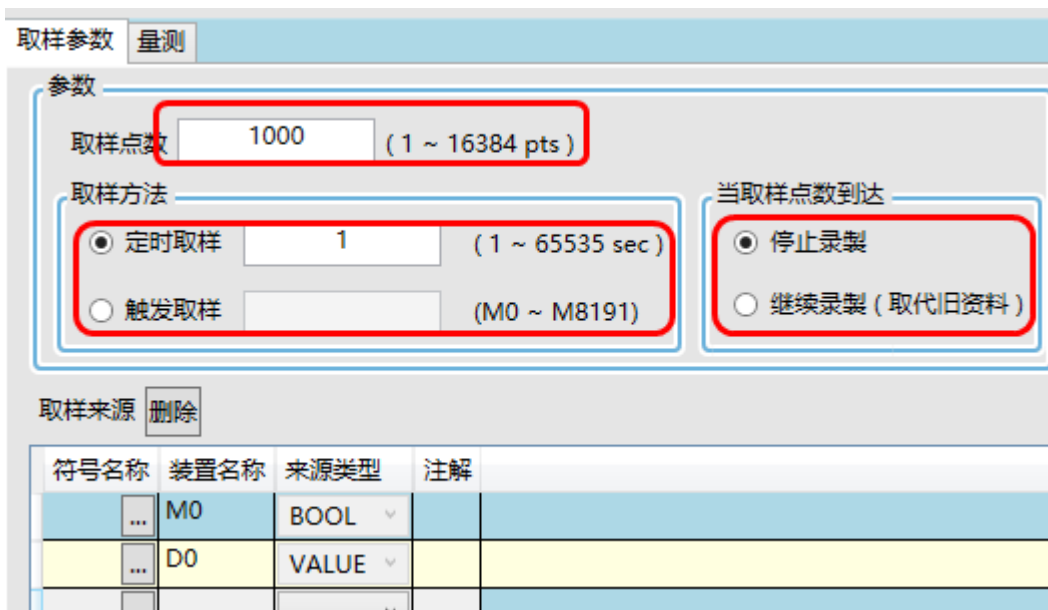 取样参数 量测
参数
取样点数 1000 ( 1 ~ 16384 pts )
取样方法
定时取样 1 ( 1 ~ 65535 sec )
触发取样 (M0 ~ M8191)
当取样点数到达
停止录製
继续录製 ( 取代旧资料 )
取样来源 删除
符号名称 装置名称 来源类型 注解
... M0 BOOL
... D0 VALUE